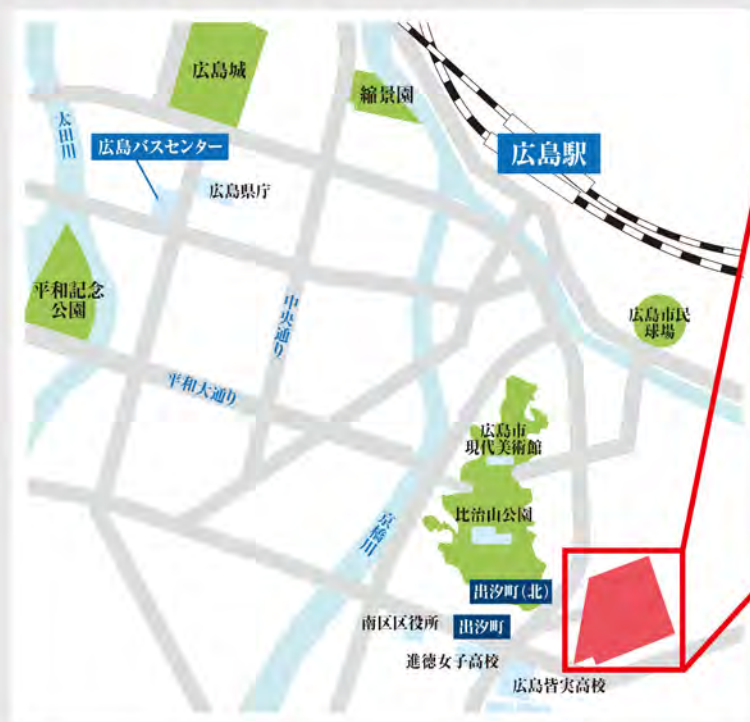 広島城
縮景園
太田川
広島バスセンター
広島駅
広島県庁
平和記念
公園
中央通り
広島市民
球場
平和大通り
広島市
現代美術館
比治山公園
京橋川
出汐町(北)
南区区役所
出汐町
進徳女子高校
広島皆実高校